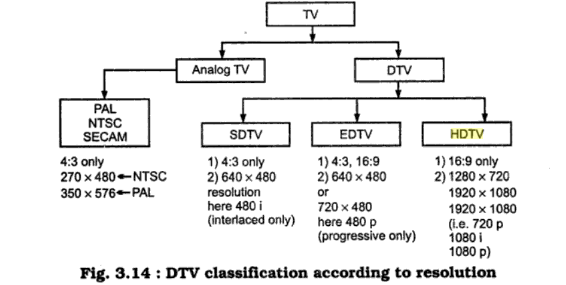 TV
Analog TV
DTV
PAL
NTSC
SECAM
SDTV
EDTV
HDTV
4:3 only
270 × 480 NTSC
350 × 576 PAL
1) 4:3 only
2) 640 × 480
resolution
here 480 i
(interlaced only)
1) 4:3, 16:9
2) 640 × 480
or
720 × 480
here 480 p
(progressive only)
1) 16:9 only
2) 1280 × 720
1920 × 1080
1920 × 1080
(i.e. 720 p
1080 i
1080 p)
Fig. 3.14 : DTV classification according to resolution